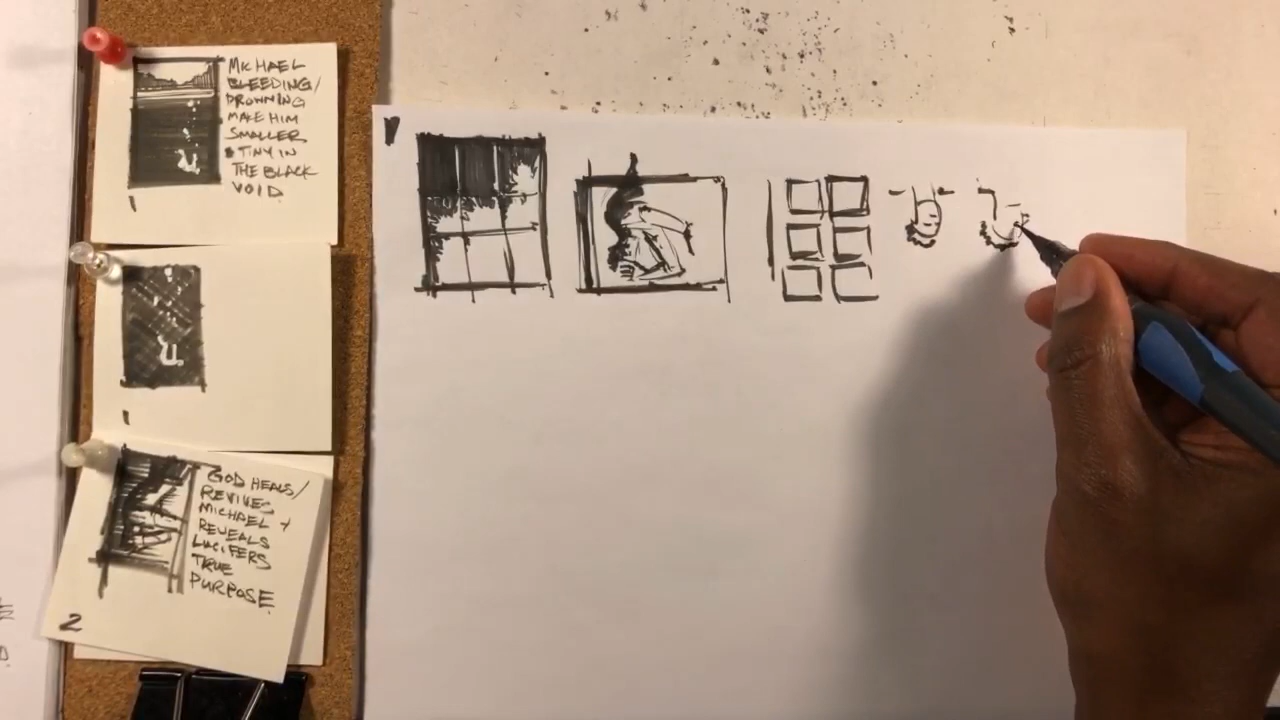 MICHAEL
BLEEDING/
DROWNING
MAKE HIM
SMALLER
TINY IN
THE BLACK
VOID
1
1
GOD HEALS/
REVIVES
MICHAEL +
REVEALS
LUCIFERS
TRUE
PURPOSE
2
1